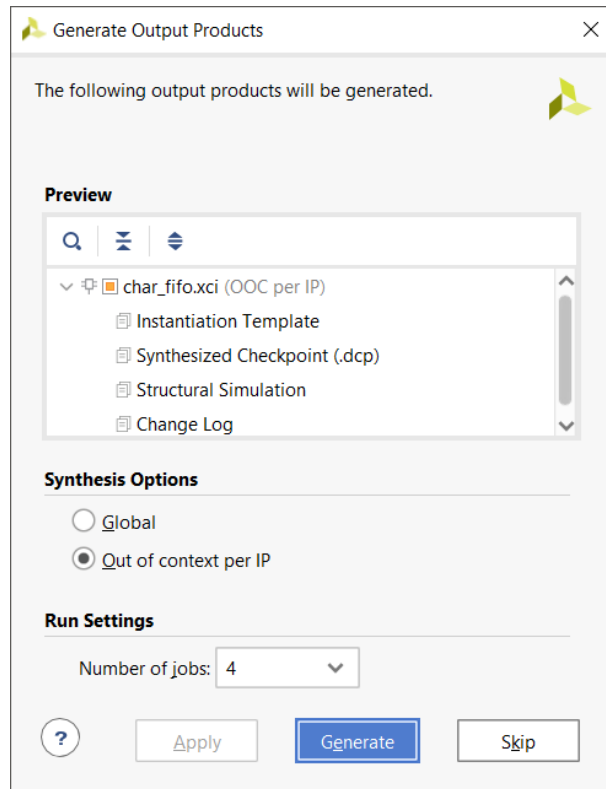 Generate Output Products
The following output products will be generated.
Preview
char_fifo.xci (OOC per IP)
Instantiation Template
Synthesized Checkpoint (.dcp)
Structural Simulation
Change Log
Synthesis Options
Global
Out of context per IP
Run Settings
Number of jobs: 4
? Apply Generate Skip